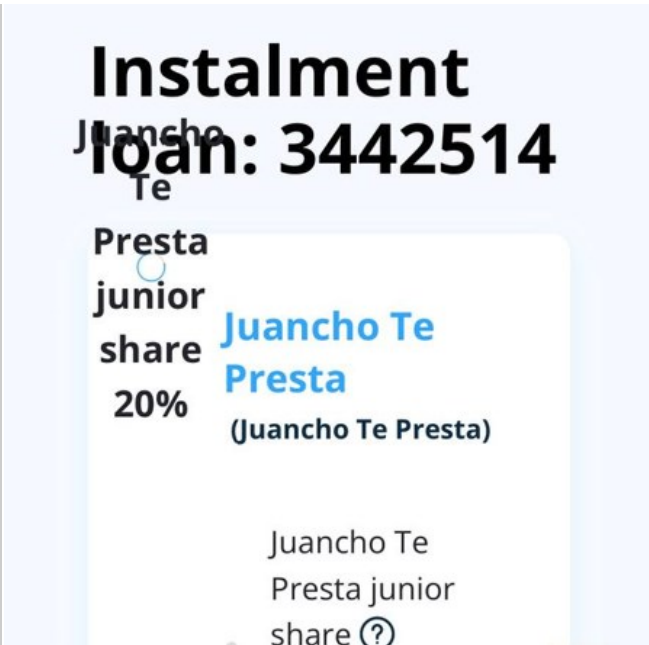 Instalment
loan: 3442514
Juancho
Te
Presta
junior
share
20%
Juancho Te
Presta
(Juancho Te Presta)
Juancho Te
Presta junior
share ?